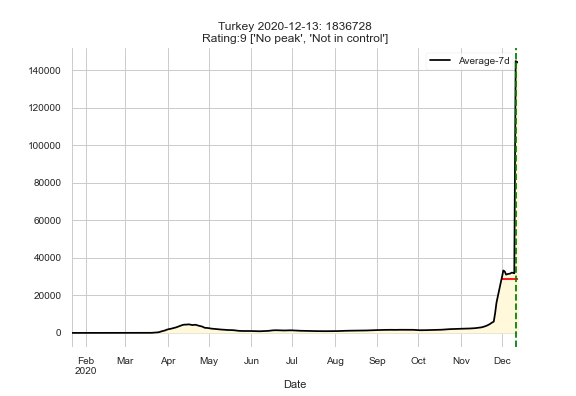 Turkey 2020-12-13: 1836728
Rating:9 ['No peak', 'Not in control']
Average-7d
140000
120000
100000
80000
60000
40000
20000
0
Feb Mar Apr May Jun Jul Aug Sep Oct Nov Dec
2020
Date